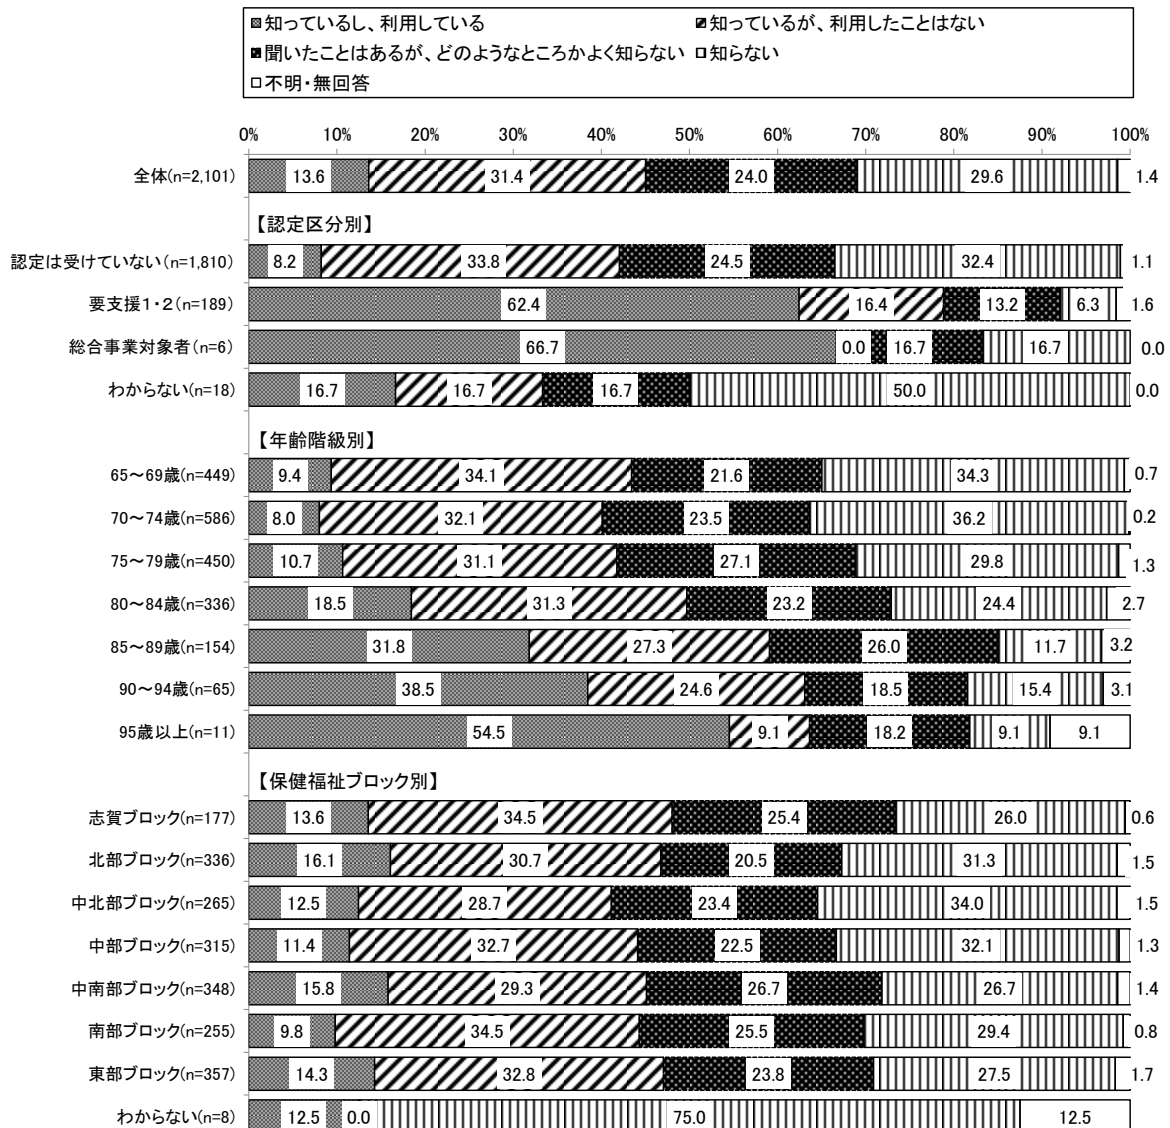 知っているし、利用している 知っているが、利用したことはない
聞いたことはあるが、どのようなところかよく知らない 知らない
不明・無回答
0% 10% 20% 30% 40% 50% 60% 70% 80% 90% 100%
全体(n=2,101) 13.6 31.4 24.0 29.6 1.4
【認定区分別】
認定は受けていない(n=1,810) 8.2 33.8 24.5 32.4 1.1
要支援1・2(n=189) 62.4 16.4 13.2 6.3 1.6
総合事業対象者(n=6) 66.7 0.0 16.7 16.7 0.0
わからない(n=18) 16.7 16.7 16.7 50.0 0.0
【年齢階級別】
65～69歳(n=449) 9.4 34.1 21.6 34.3 0.7
70～74歳(n=586) 8.0 32.1 23.5 36.2 0.2
75～79歳(n=450) 10.7 31.1 27.1 29.8 1.3
80～84歳(n=336) 18.5 31.3 23.2 24.4 2.7
85～89歳(n=154) 31.8 27.3 26.0 11.7 3.2
90～94歳(n=65) 38.5 24.6 18.5 15.4 3.1
95歳以上(n=11) 54.5 9.1 18.2 9.1 9.1
【保健福祉ブロック別】
志賀ブロック(n=177) 13.6 34.5 25.4 26.0 0.6
北部ブロック(n=336) 16.1 30.7 20.5 31.3 1.5
中北部ブロック(n=265) 12.5 28.7 23.4 34.0 1.5
中部ブロック(n=315) 11.4 32.7 22.5 32.1 1.3
中南部ブロック(n=348) 15.8 29.3 26.7 26.7 1.4
南部ブロック(n=255) 9.8 34.5 25.5 29.4 0.8
東部ブロック(n=357) 14.3 32.8 23.8 27.5 1.7
わからない(n=8) 12.5 0.0 75.0 12.5